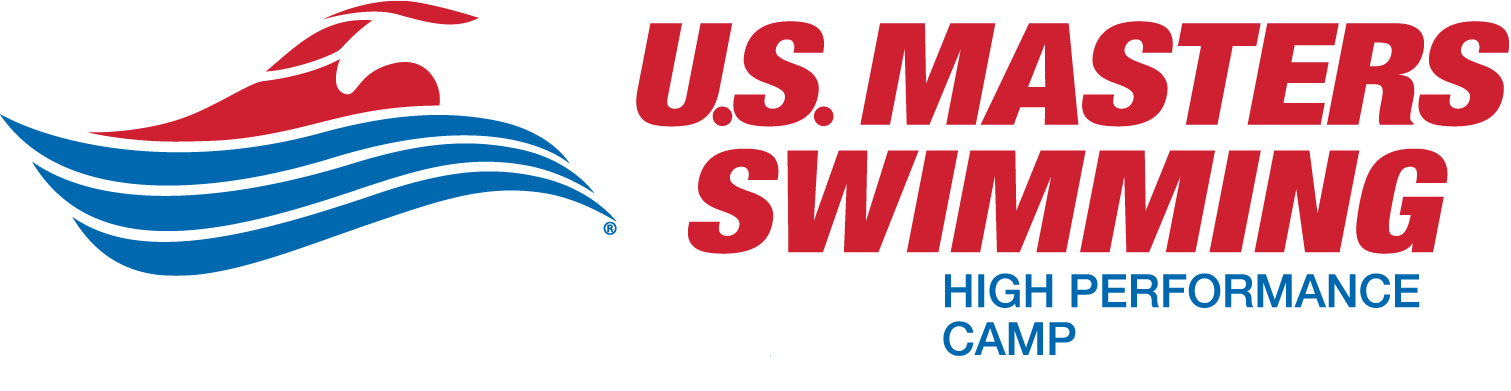 U.S. MASTERS
SWIMMING
HIGH PERFORMANCE
CAMP
®